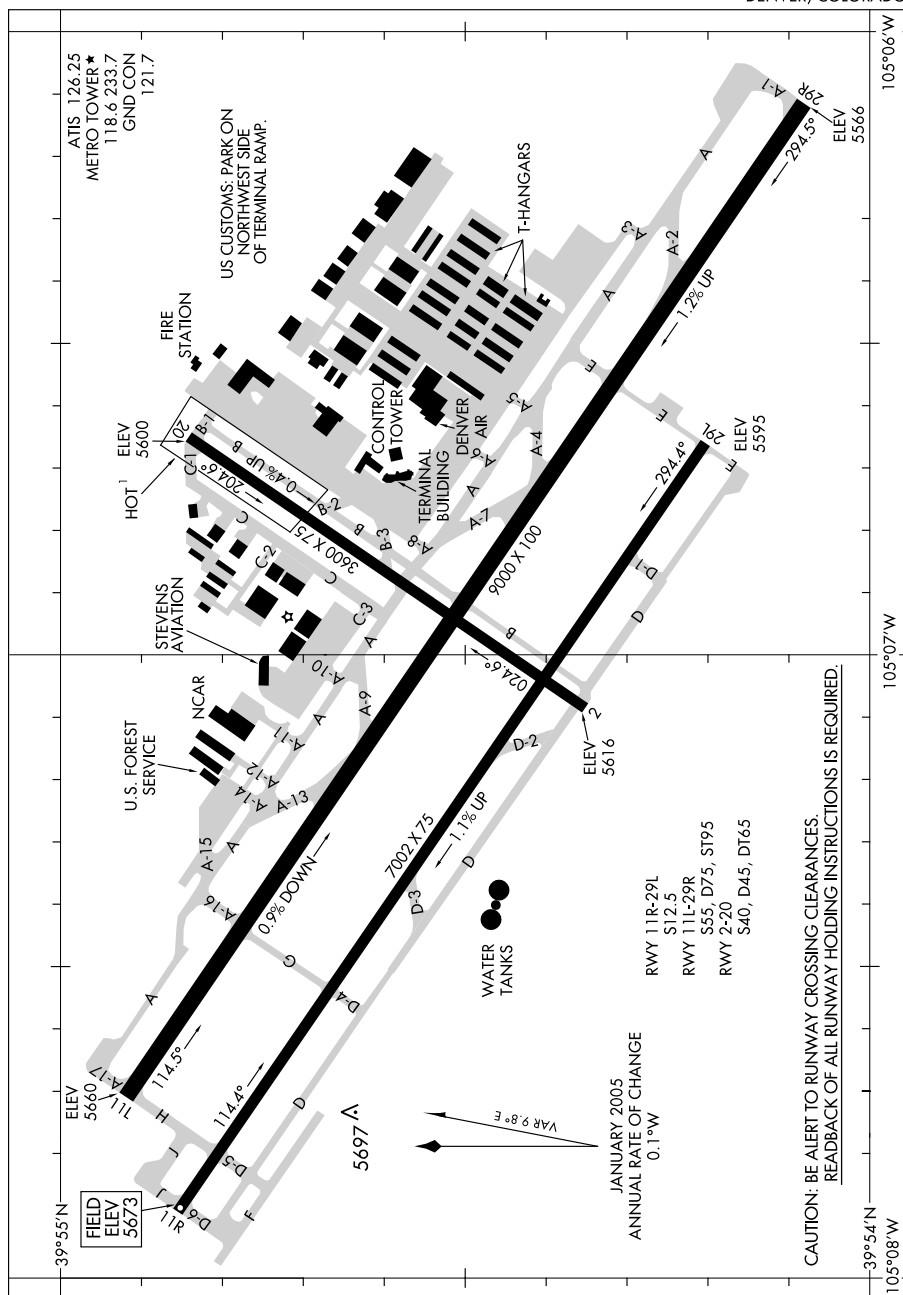 DENVER, COLORADO
105°06'W
ATIS 126.25
METRO TOWER★
118.6 233.7
GND CON
121.7
US CUSTOMS: PARK ON
NORTHWEST SIDE
OF TERMINAL RAMP.
T-HANGARS
FIRE
STATION
ELEV
5600
HOT 1
20
B-1
C-1
204.6°
0.4% UP
B
C
B-2
3600 X 75
B
B-3
C-2
C
C-3
CONTROL
TOWER
TERMINAL
BUILDING
DENVER
AIR
A-1
29R
ELEV
5566
294.5°
A
A-3
A-2
1.2% UP
A
E
E
E
A-5
A-4
A-6
A
A-7
A-8
9000 X 100
29L
ELEV
5595
294.4°
D-1
D
B
024.6°
2
ELEV
5616
D-2
STEVENS
AVIATION
NCAR
U.S. FOREST
SERVICE
A
A-10
A-9
A
A-11
A-12
A-14
A-13
A-15
A
A-16
0.9% DOWN
7002 X 75
1.1% UP
D
D-3
G
D-4
WATER
TANKS
105°07'W
A
A-17
ELEV
5660
11L
114.5°
H
J
J
114.4°
D
D-5
D-6
F
11R
FIELD
ELEV
5673
5697
VAR 9.8° E
JANUARY 2005
ANNUAL RATE OF CHANGE
0.1°W
RWY 11R-29L
S12.5
RWY 11L-29R
S55, D75, ST95
RWY 2-20
S40, D45, DT65
CAUTION: BE ALERT TO RUNWAY CROSSING CLEARANCES.
READBACK OF ALL RUNWAY HOLDING INSTRUCTIONS IS REQUIRED.
39°55'N
39°54'N
105°08'W